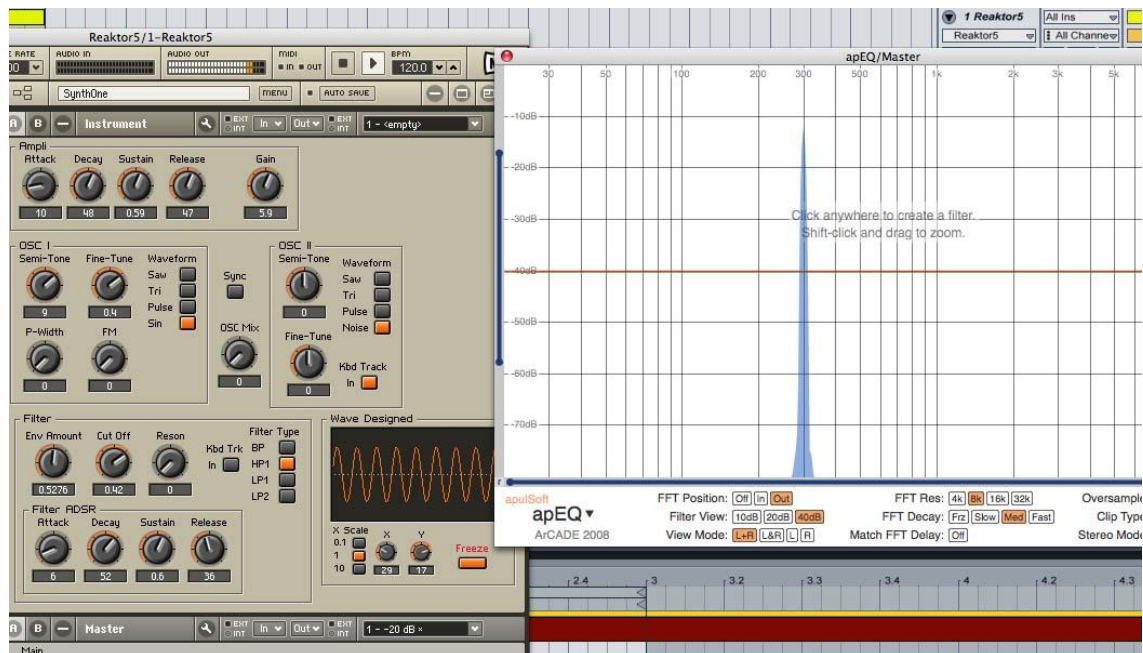 1 Reaktor5 All Ins
Reaktor5 All Channe
Reaktor5/1-Reaktor5
RATE AUDIO IN AUDIO OUT MIDI BPM
IN OUT 120.0
SynthOne MENU AUTO SAVE
A B Instrument EXT INT In Out EXT INT 1 - <empty>
Ampli
Attack Decay Sustain Release Gain
10 48 0.59 47 5.9
OSC I
Semi-Tone Fine-Tune Waveform
Saw
Tri
Pulse
Sin
9 0.4
P-Width FM
0 0
Sync
OSC Mix
0
OSC II
Semi-Tone Waveform
Saw
Tri
Pulse
Noise
0
Fine-Tune
Kbd Track
In
0
Filter
Env Amount Cut Off Reson
Kbd Trk
In
Filter Type
BP
HP1
LP1
LP2
0.5276 0.42 0
Filter ADSR
Attack Decay Sustain Release
6 52 0.6 36
Wave Designed
X Scale X Y
0.1
1
10
29 17
Freeze
B Master EXT INT In Out EXT INT 1 - -20 dB
Main
apEQ/Master
30 50 100 200 300 500 1k 2k 3k 5k
-10dB
-20dB
-30dB
-40dB
-50dB
-60dB
-70dB
Click anywhere to create a filter.
Shift-click and drag to zoom.
apulSoft
apEQ
ArCADE 2008
FFT Position: Off In Out
Filter View: 10dB 20dB 40dB
View Mode: L+R L&R L R
FFT Res: 4k 8k 16k 32k
FFT Decay: Frz Slow Med Fast
Match FFT Delay: Off
Oversample
Clip Type
Stereo Mode
2.4 3 3.2 3.3 3.4 4 4.2 4.3